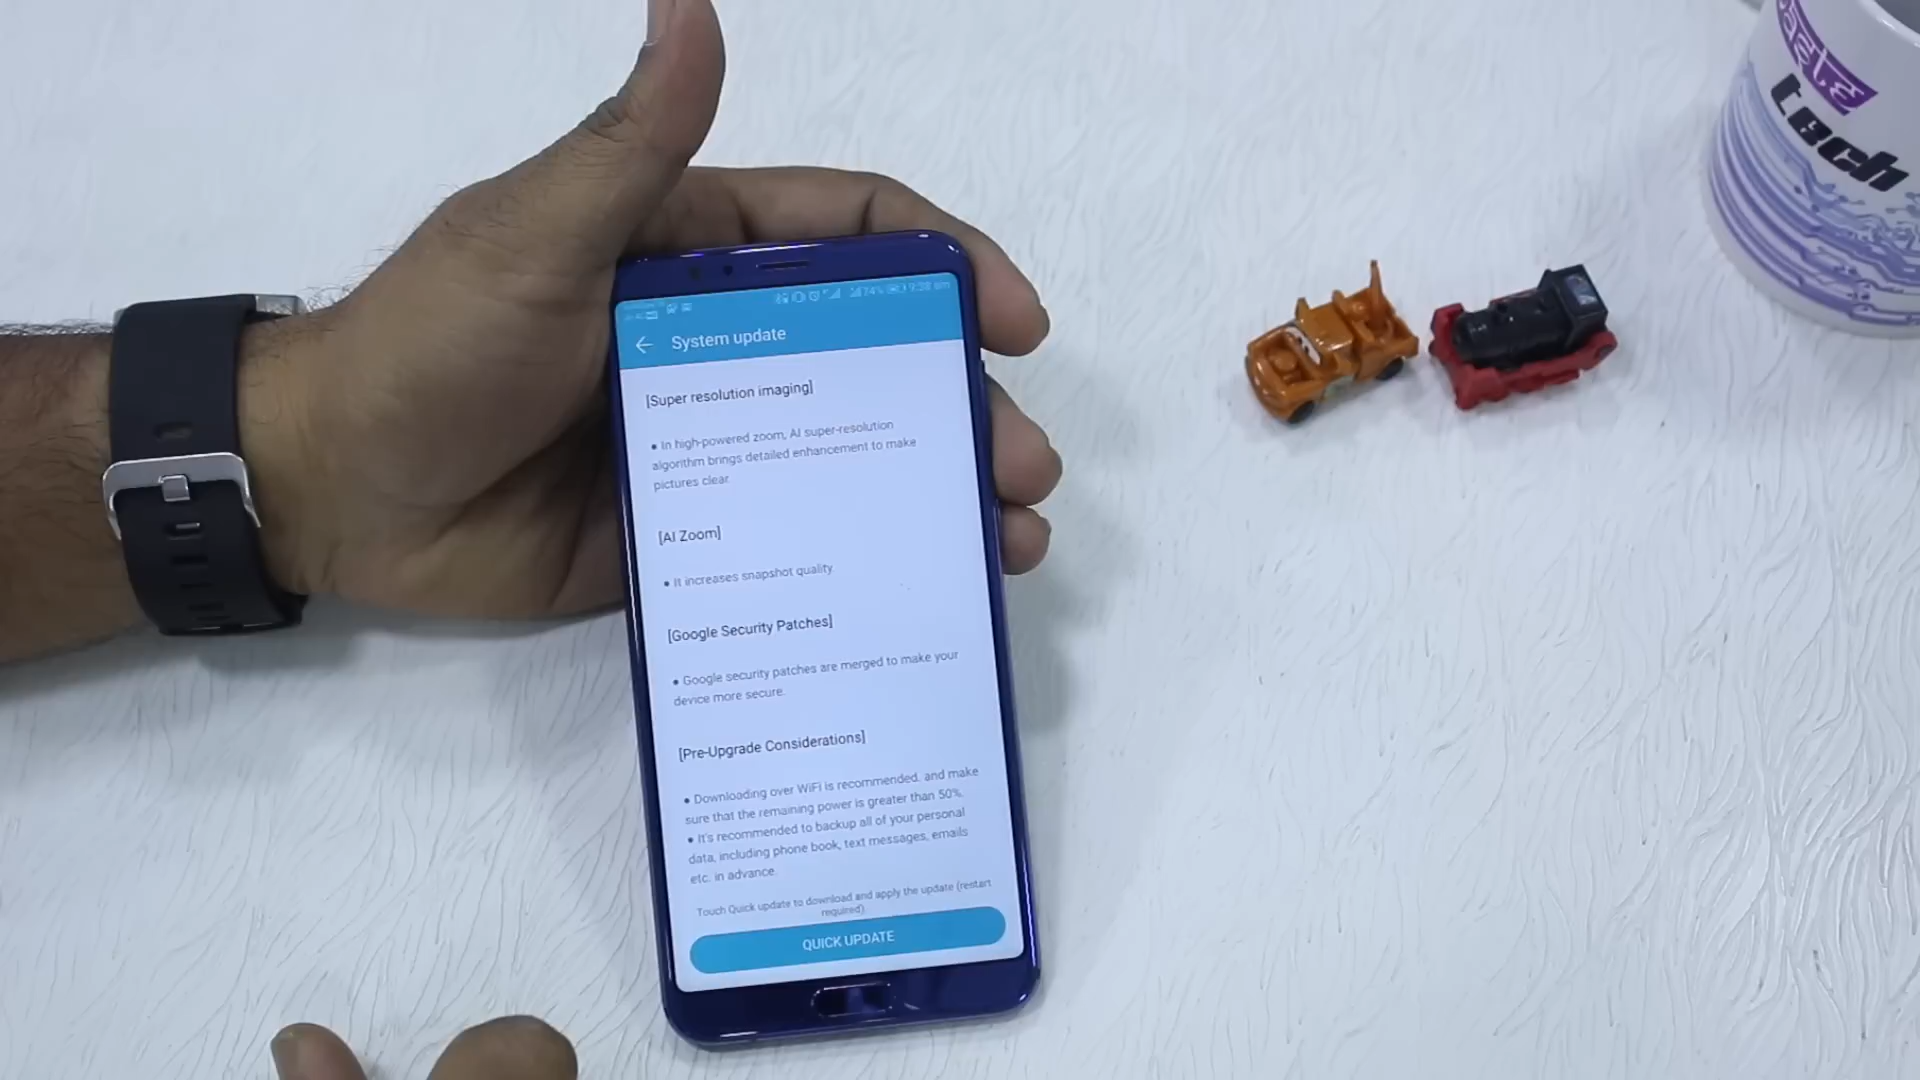 74% 9:38 am
System update
[Super resolution imaging]
● In high-powered zoom, AI super-resolution
algorithm brings detailed enhancement to make
pictures clear.
[AI Zoom]
● It increases snapshot quality.
[Google Security Patches]
● Google security patches are merged to make your
device more secure.
[Pre-Upgrade Considerations]
● Downloading over WiFi is recommended, and make
sure that the remaining power is greater than 50%.
● It's recommended to backup all of your personal
data, including phone book, text messages, emails
etc. in advance.
Touch Quick update to download and apply the update (restart
required).
QUICK UPDATE
tech